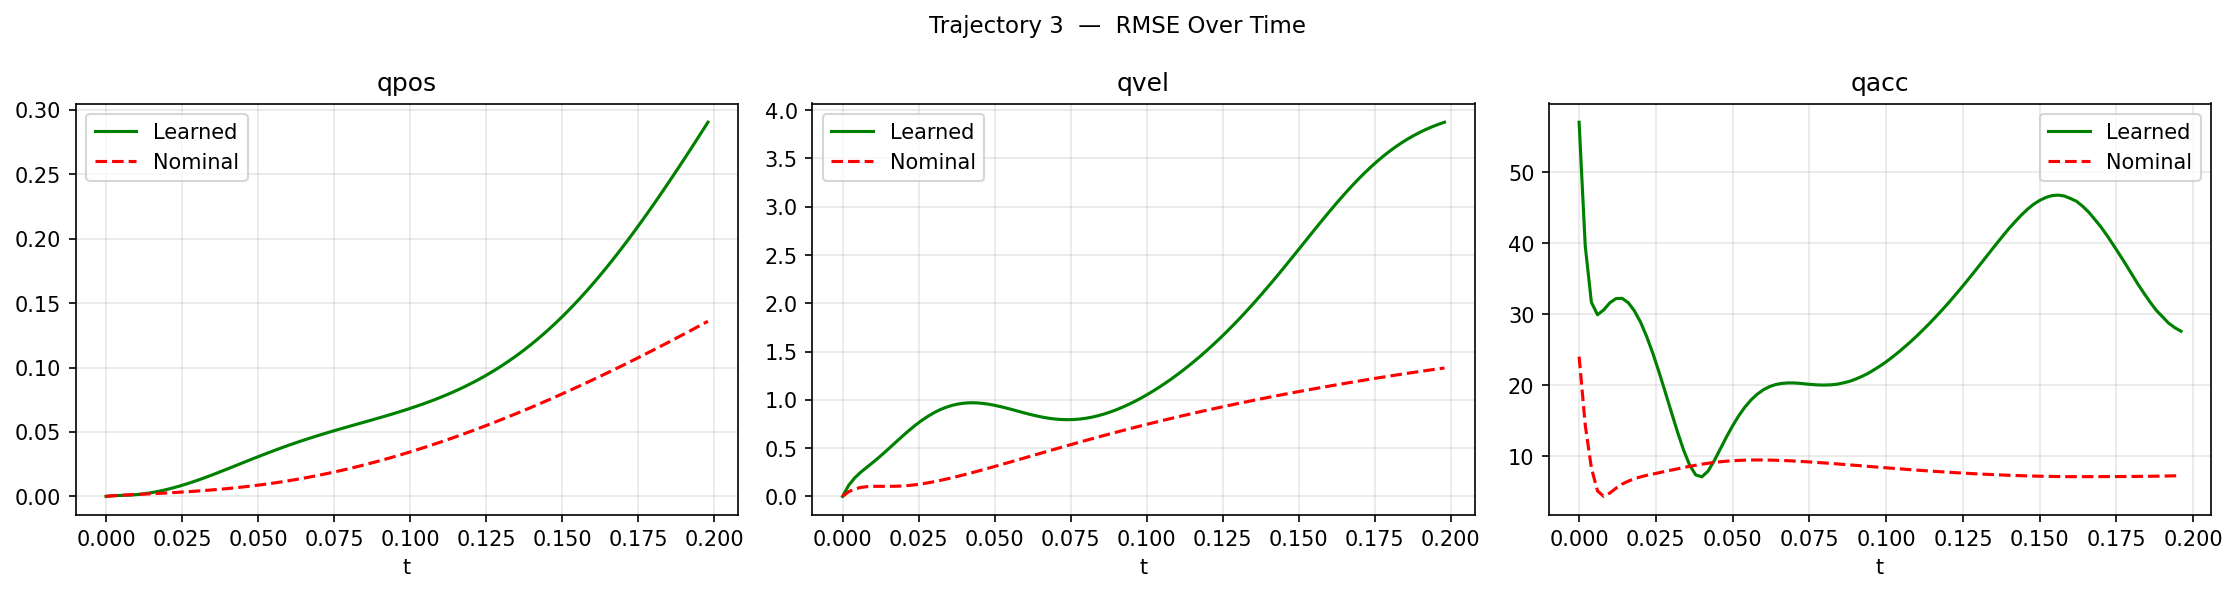 Trajectory 3 — RMSE Over Time
qpos
0.30
0.25
0.20
0.15
0.10
0.05
0.00
Learned
Nominal
0.000 0.025 0.050 0.075 0.100 0.125 0.150 0.175 0.200
t
qvel
4.0
3.5
3.0
2.5
2.0
1.5
1.0
0.5
0.0
Learned
Nominal
0.000 0.025 0.050 0.075 0.100 0.125 0.150 0.175 0.200
t
qacc
50
40
30
20
10
Learned
Nominal
0.000 0.025 0.050 0.075 0.100 0.125 0.150 0.175 0.200
t